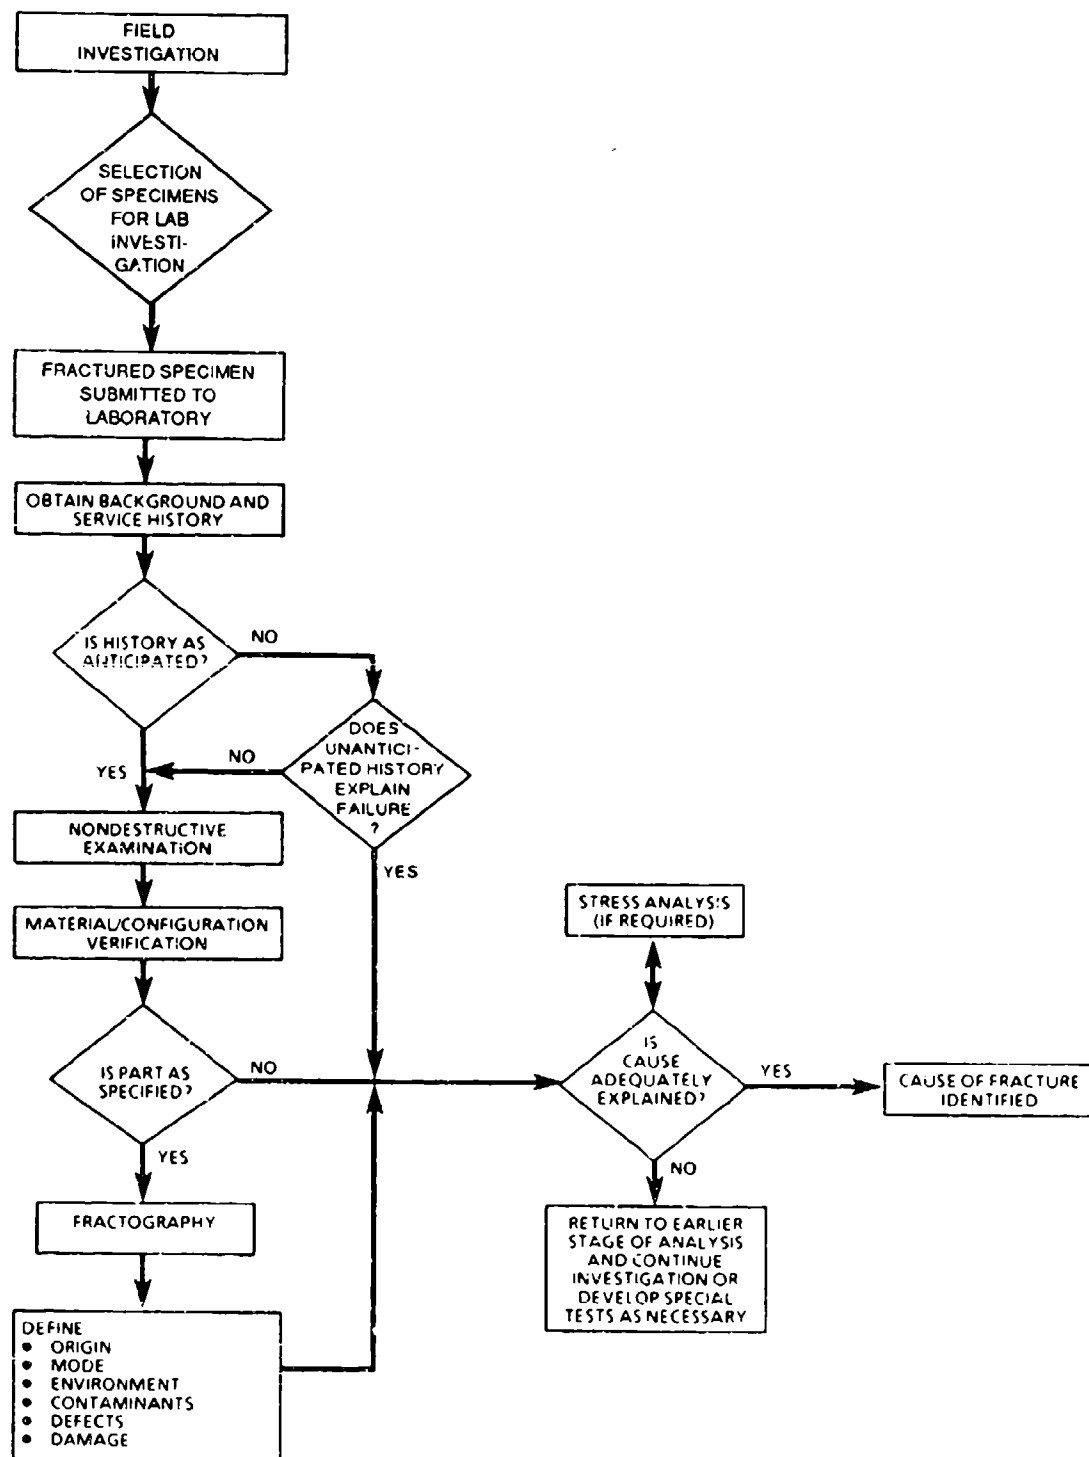 FIELD
INVESTIGATION
SELECTION
OF SPECIMENS
FOR LAB
INVESTI-
GATION
FRACTURED SPECIMEN
SUBMITTED TO
LABORATORY
OBTAIN BACKGROUND AND
SERVICE HISTORY
IS HISTORY AS
ANTICIPATED?
NO
YES
DOES
UNANTICI-
PATED HISTORY
EXPLAIN
FAILURE
?
NO
YES
NONDESTRUCTIVE
EXAMINATION
MATERIAL/CONFIGURATION
VERIFICATION
IS PART AS
SPECIFIED?
NO
YES
FRACTOGRAPHY
DEFINE
● ORIGIN
● MODE
● ENVIRONMENT
● CONTAMINANTS
● DEFECTS
● DAMAGE
STRESS ANALYSIS
(IF REQUIRED)
IS
CAUSE
ADEQUATELY
EXPLAINED?
YES
CAUSE OF FRACTURE
IDENTIFIED
NO
RETURN TO EARLIER
STAGE OF ANALYSIS
AND CONTINUE
INVESTIGATION OR
DEVELOP SPECIAL
TESTS AS NECESSARY